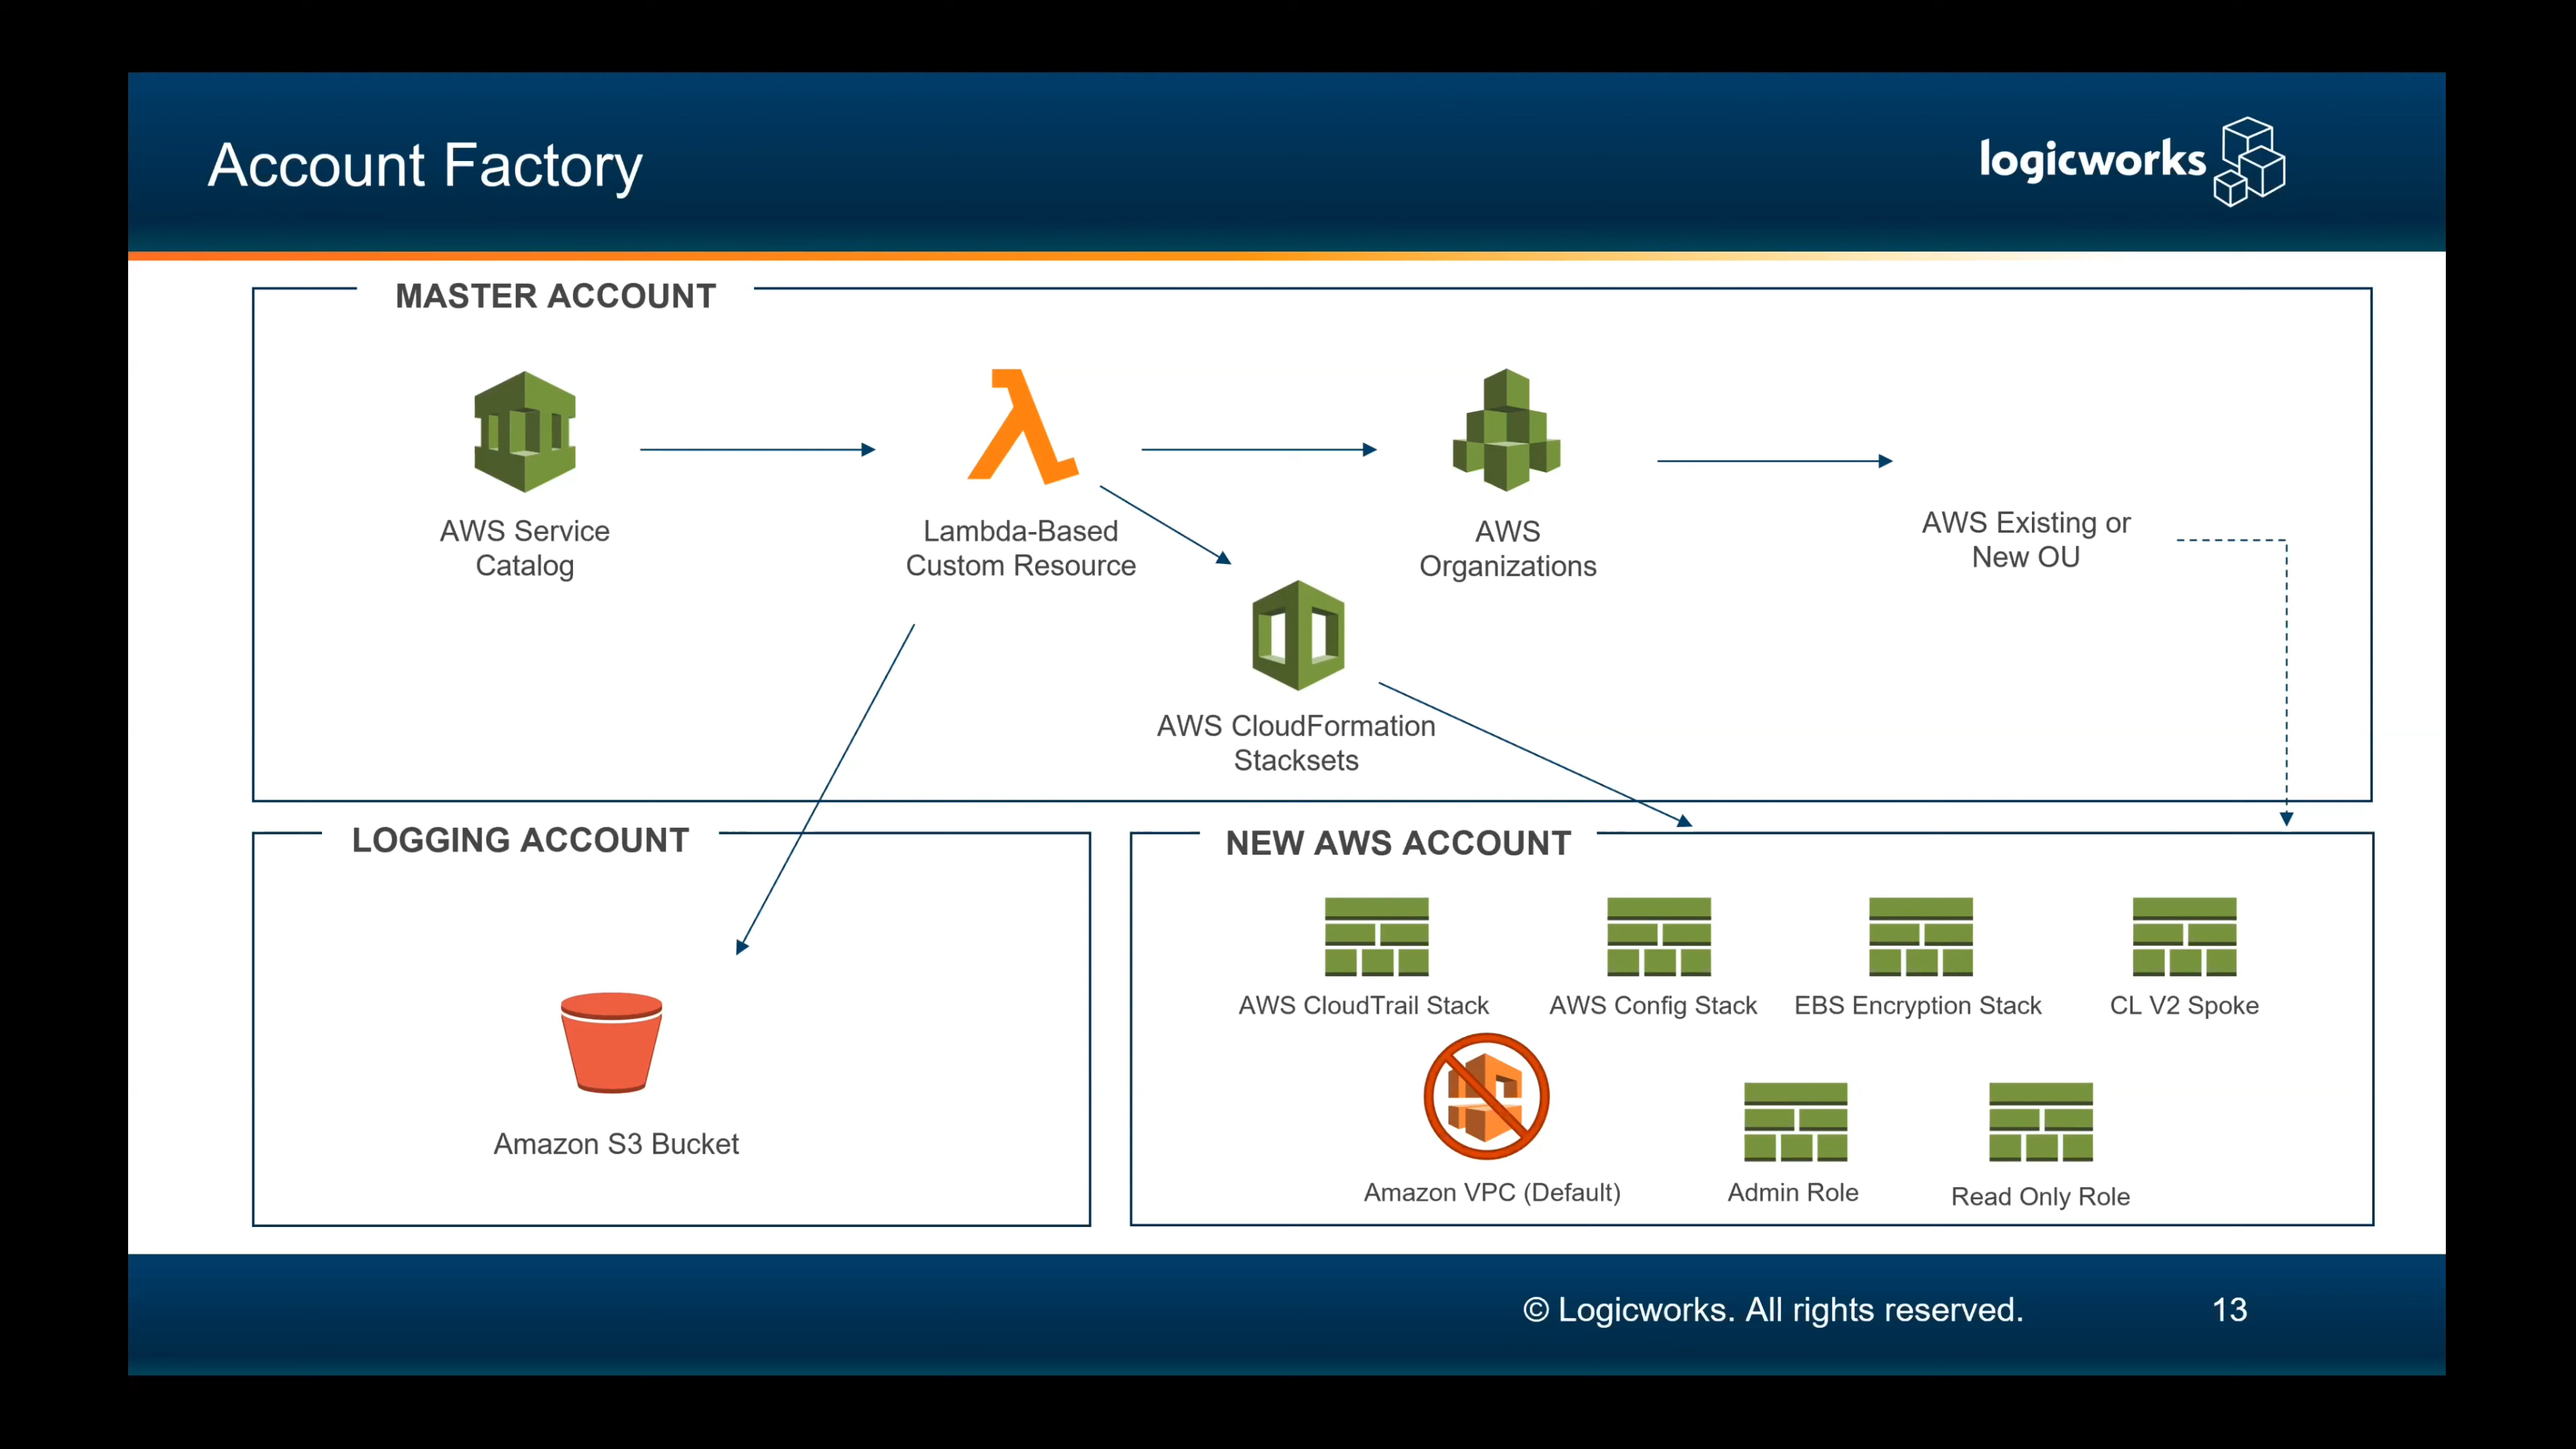 Account Factory
logicworks
MASTER ACCOUNT
AWS Service
Catalog
Lambda-Based
Custom Resource
AWS
Organizations
AWS Existing or
New OU
AWS CloudFormation
Stacksets
LOGGING ACCOUNT
Amazon S3 Bucket
NEW AWS ACCOUNT
AWS CloudTrail Stack
AWS Config Stack
EBS Encryption Stack
CL V2 Spoke
Amazon VPC (Default)
Admin Role
Read Only Role
© Logicworks. All rights reserved.
13